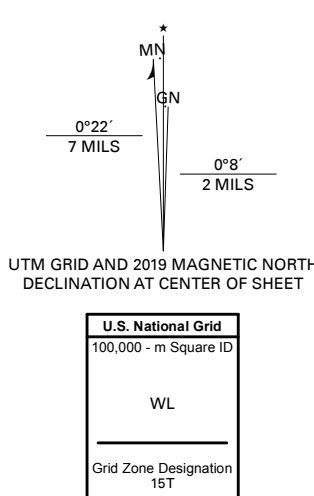 ★
MN
GN
0°22´
7 MILS
0°8´
2 MILS
UTM GRID AND 2019 MAGNETIC NORTH
DECLINATION AT CENTER OF SHEET
U.S. National Grid
100,000 - m Square ID
WL
Grid Zone Designation
15T